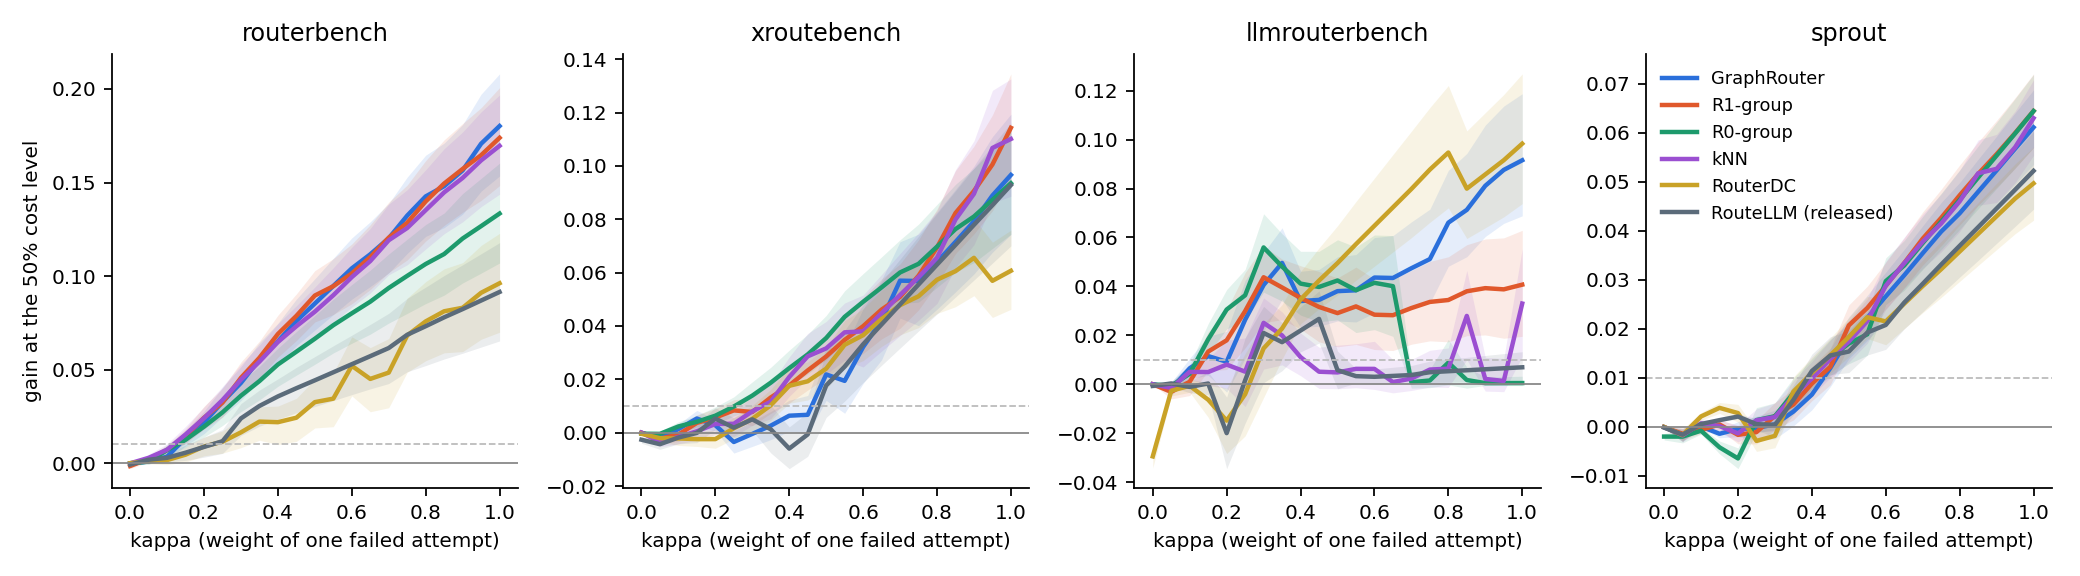 routerbench
xroutebench
llmrouterbench
sprout
gain at the 50% cost level
0.20
0.15
0.10
0.05
0.00
0.0 0.2 0.4 0.6 0.8 1.0
kappa (weight of one failed attempt)
0.14
0.12
0.10
0.08
0.06
0.04
0.02
0.00
−0.02
0.0 0.2 0.4 0.6 0.8 1.0
kappa (weight of one failed attempt)
0.12
0.10
0.08
0.06
0.04
0.02
0.00
−0.02
−0.04
0.0 0.2 0.4 0.6 0.8 1.0
kappa (weight of one failed attempt)
0.07
0.06
0.05
0.04
0.03
0.02
0.01
0.00
−0.01
GraphRouter
R1-group
R0-group
kNN
RouterDC
RouteLLM (released)
0.0 0.2 0.4 0.6 0.8 1.0
kappa (weight of one failed attempt)